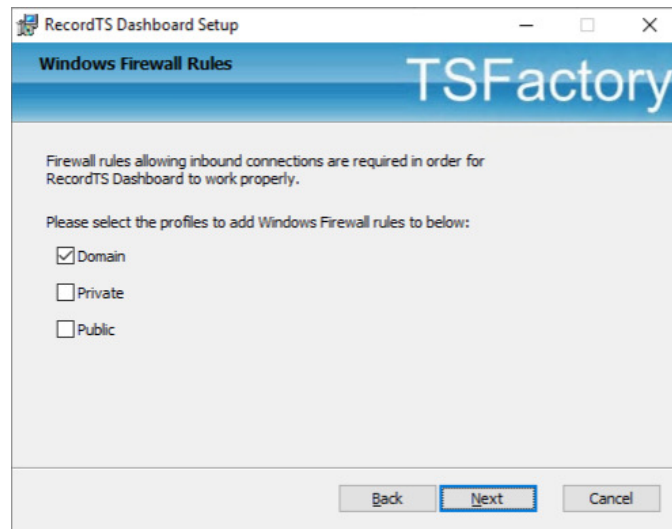 RecordTS Dashboard Setup
Windows Firewall Rules
TSFactory
Firewall rules allowing inbound connections are required in order for
RecordTS Dashboard to work properly.
Please select the profiles to add Windows Firewall rules to below:
Domain
Private
Public
Back
Next
Cancel